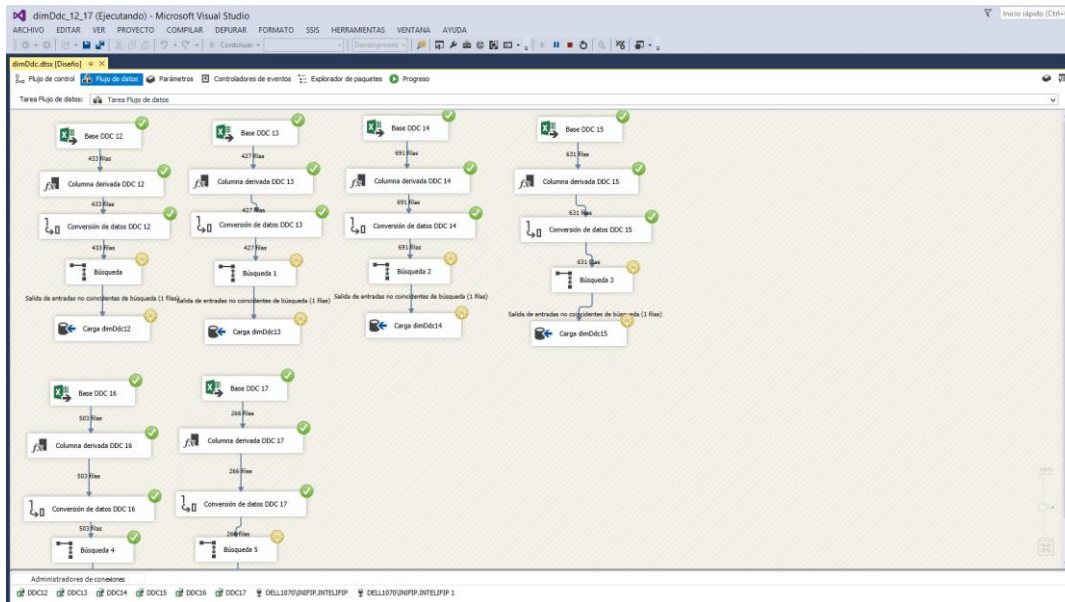 dimDdc_12_17 (Ejecutando) - Microsoft Visual Studio
Inicio rápido (Ctrl+
ARCHIVO EDITAR VER PROYECTO COMPILAR DEPURAR FORMATO SSIS HERRAMIENTAS VENTANA AYUDA
Continuar
Development
dimDdc.dtsx [Diseño]
Flujo de control Flujo de datos Parámetros Controladores de eventos Explorador de paquetes Progreso
Tarea Flujo de datos: Tarea Flujo de datos
Base DDC 12 Base DDC 13 Base DDC 14 Base DDC 15
433 filas 427 filas 691 filas 631 filas
Columna derivada DDC 12 Columna derivada DDC 13 Columna derivada DDC 14 Columna derivada DDC 15
433 filas 427 filas 691 filas 631 filas
Conversión de datos DDC 12 Conversión de datos DDC 13 Conversión de datos DDC 14 Conversión de datos DDC 15
433 filas 427 filas 691 filas 631 filas
Búsqueda Búsqueda 1 Búsqueda 2 Búsqueda 3
Salida de entradas no coincidentes de búsqueda (1 filas) Salida de entradas no coincidentes de búsqueda (1 filas) Salida de entradas no coincidentes de búsqueda (1 filas) Salida de entradas no coincidentes de búsqueda (1 filas)
Carga dimDdc12 Carga dimDdc13 Carga dimDdc14 Carga dimDdc15
Base DDC 16 Base DDC 17
503 filas 266 filas
Columna derivada DDC 16 Columna derivada DDC 17
503 filas 266 filas
Conversión de datos DDC 16 Conversión de datos DDC 17
503 filas 266 filas
Búsqueda 4 Búsqueda 5
100%
Administradores de conexiones
DDC12 DDC13 DDC14 DDC15 DDC16 DDC17 DELL1070\INIFIP.INTELIFIP DELL1070\INIFIP.INTELIFIP 1